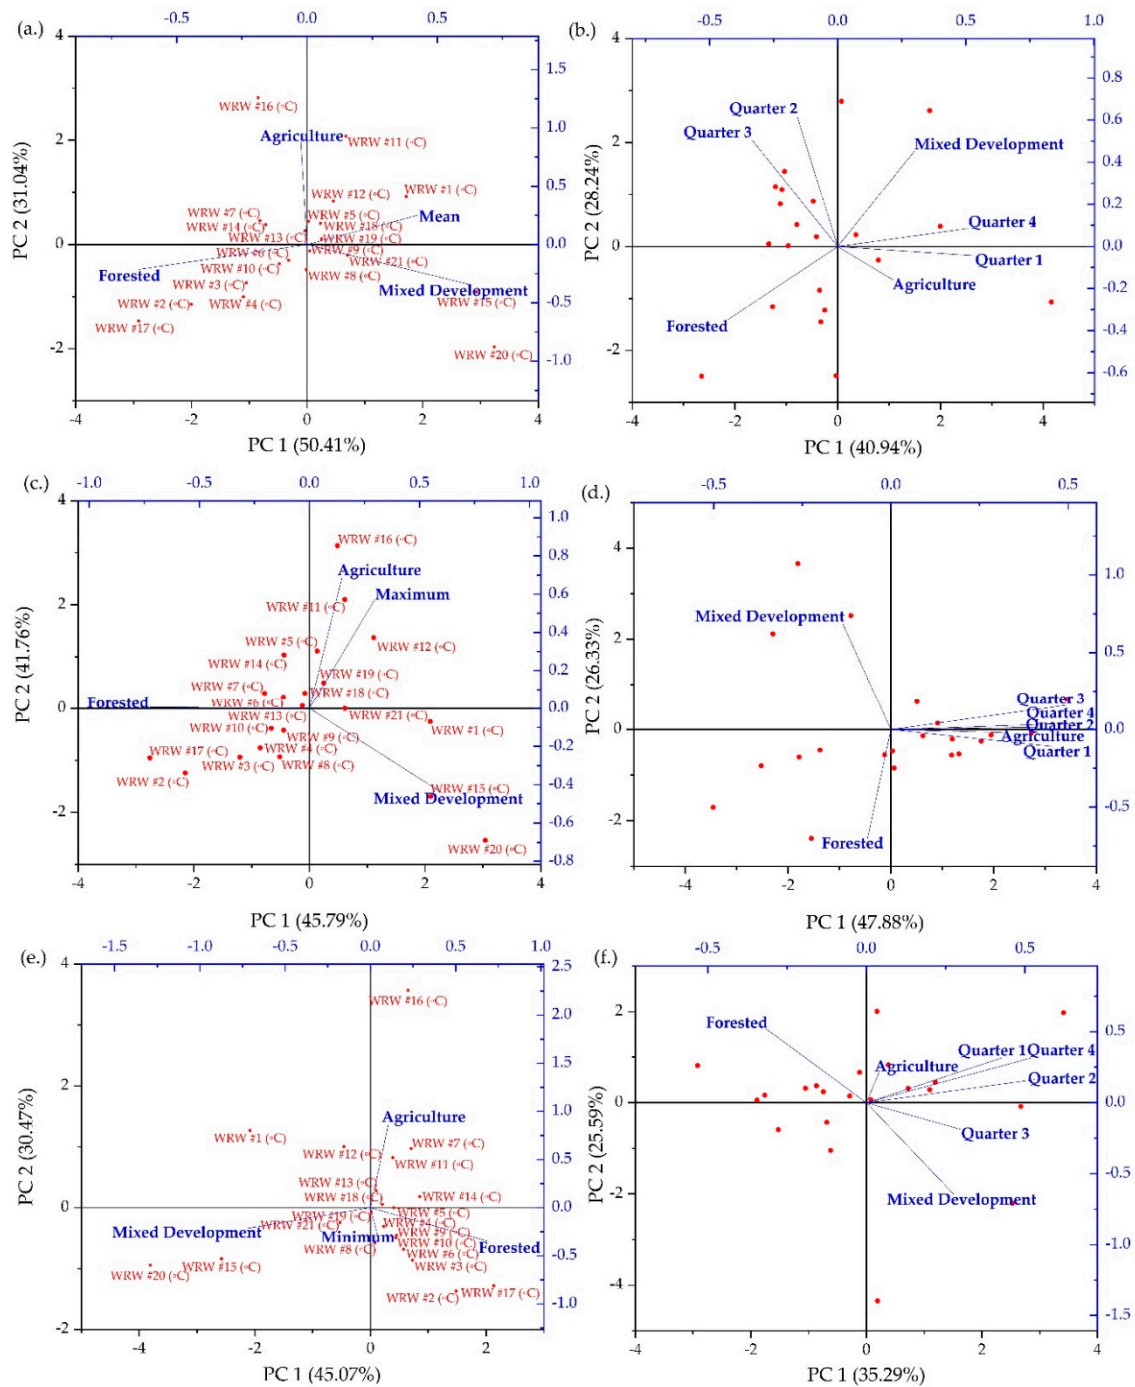 (a.)
-0.5 0.0 0.5
4
2
0
-2
1.5
1.0
0.5
0.0
-0.5
-1.0
WRW #16 (◦C)
Agriculture
WRW #11 (◦C)
WRW #12 (◦C)
WRW #1 (◦C)
WRW #7 (◦C)
WRW #5 (◦C)
Mean
WRW #14 (◦C)
WRW #18 (◦C)
WRW #13 (◦C)
WRW #19 (◦C)
WRW #6 (◦C)
WRW #9 (◦C)
Forested
WRW #10 (◦C)
WRW #21 (◦C)
WRW #8 (◦C)
WRW #3 (◦C)
Mixed Development
WRW #2 (◦C)
WRW #4 (◦C)
WRW #15 (◦C)
WRW #17 (◦C)
WRW #20 (◦C)
-4 -2 0 2 4
PC 1 (50.41%)
PC 2 (31.04%)
(b.)
-0.5 0.0 0.5 1.0
4
2
0
-2
0.8
0.6
0.4
0.2
0.0
-0.2
-0.4
-0.6
Quarter 2
Quarter 3
Mixed Development
Quarter 4
Quarter 1
Agriculture
Forested
-4 -2 0 2 4
PC 1 (40.94%)
PC 2 (28.24%)
(c.)
-1.0 -0.5 0.0 0.5 1.0
4
2
0
-2
1.0
0.8
0.6
0.4
0.2
0.0
-0.2
-0.4
-0.6
-0.8
WRW #16 (◦C)
Agriculture
Maximum
WRW #11 (◦C)
WRW #5 (◦C)
WRW #12 (◦C)
WRW #14 (◦C)
WRW #19 (◦C)
WRW #7 (◦C)
WRW #18 (◦C)
Forested
WRW #6 (◦C)
WRW #13 (◦C)
WRW #21 (◦C)
WRW #10 (◦C)
WRW #9 (◦C)
WRW #1 (◦C)
WRW #17 (◦C)
WRW #4 (◦C)
WRW #3 (◦C)
WRW #8 (◦C)
WRW #2 (◦C)
WRW #15 (◦C)
Mixed Development
WRW #20 (◦C)
-4 -2 0 2 4
PC 1 (45.79%)
PC 2 (41.76%)
(d.)
-0.5 0.0 0.5
4
2
0
-2
1.0
0.5
0.0
-0.5
Mixed Development
Quarter 3
Quarter 4
Quarter 2
Agriculture
Quarter 1
Forested
-4 -2 0 2 4
PC 1 (47.88%)
PC 2 (26.33%)
(e.)
-1.5 -1.0 -0.5 0.0 0.5 1.0
4
2
0
-2
2.5
2.0
1.5
1.0
0.5
0.0
-0.5
-1.0
WRW #16 (◦C)
Agriculture
WRW #1 (◦C)
WRW #7 (◦C)
WRW #12 (◦C)
WRW #11 (◦C)
WRW #13 (◦C)
WRW #18 (◦C)
WRW #14 (◦C)
WRW #19 (◦C)
WRW #5 (◦C)
WRW #21 (◦C)
WRW #4 (◦C)
Mixed Development
Minimum
WRW #9 (◦C)
WRW #8 (◦C)
WRW #10 (◦C)
Forested
WRW #6 (◦C)
WRW #15 (◦C)
WRW #3 (◦C)
WRW #20 (◦C)
WRW #2 (◦C)
WRW #17 (◦C)
-4 -2 0 2
PC 1 (45.07%)
PC 2 (30.47%)
(f.)
-0.5 0.0 0.5
2
0
-2
-4
0.5
0.0
-0.5
-1.0
-1.5
Forested
Agriculture
Quarter 1
Quarter 4
Quarter 2
Quarter 3
Mixed Development
-4 -2 0 2 4
PC 1 (35.29%)
PC 2 (25.59%)